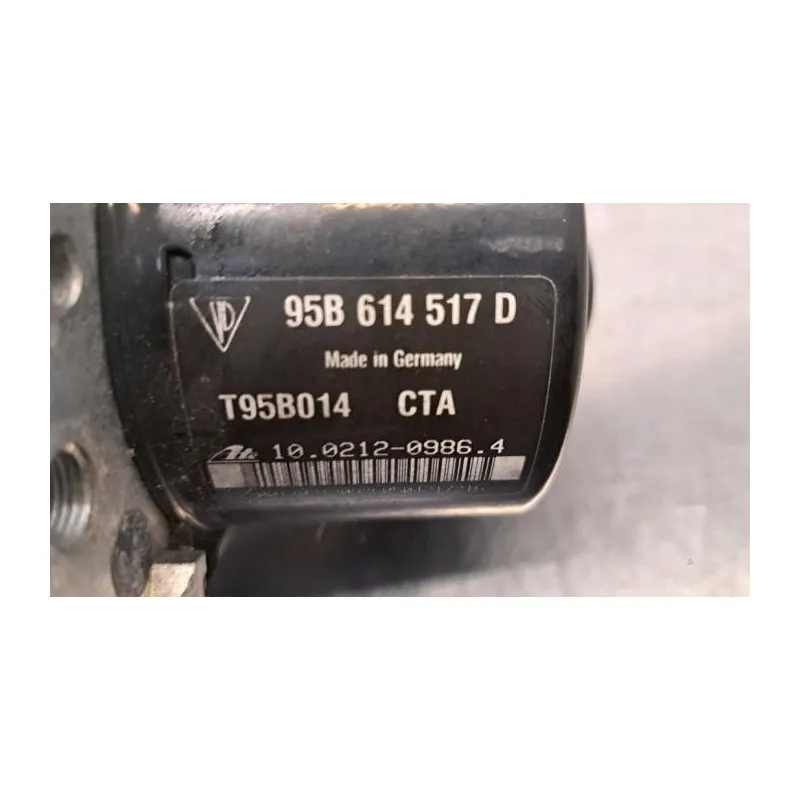 95B 614 517 D
Made in Germany
T95B014 CTA
10.0212-0986.4